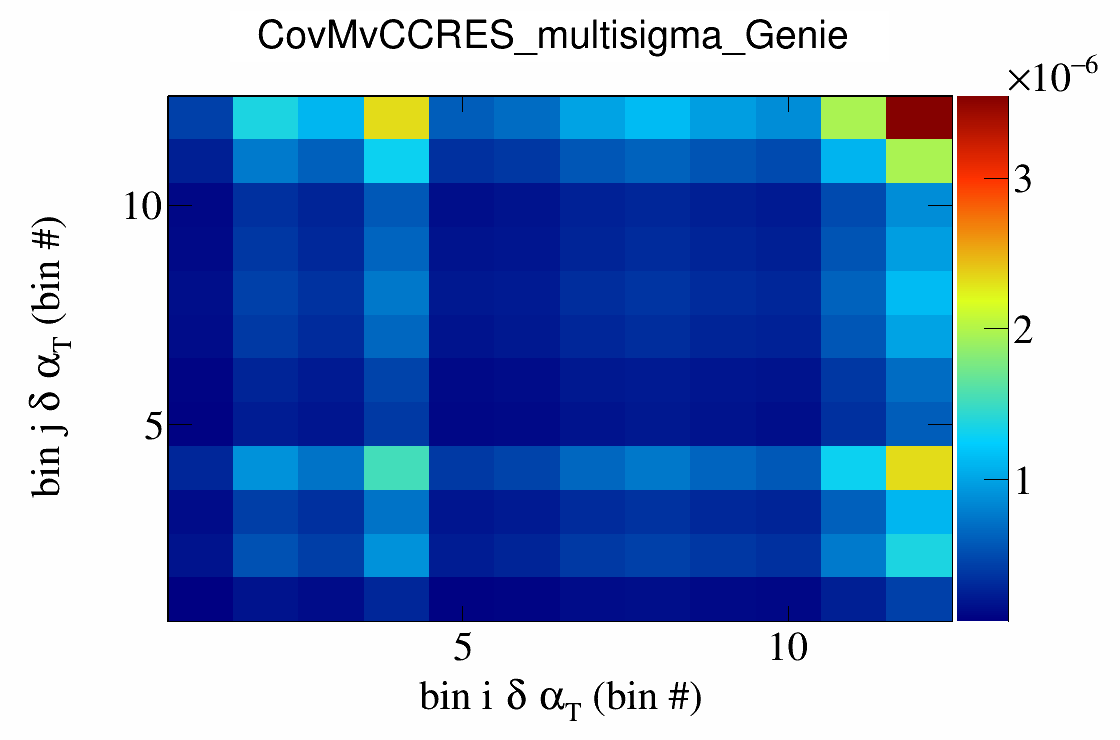 CovMvCCRES_multisigma_Genie
×10⁻⁶
3
2
1
10
5
bin j δ α_T (bin #)
5 10
bin i δ α_T (bin #)